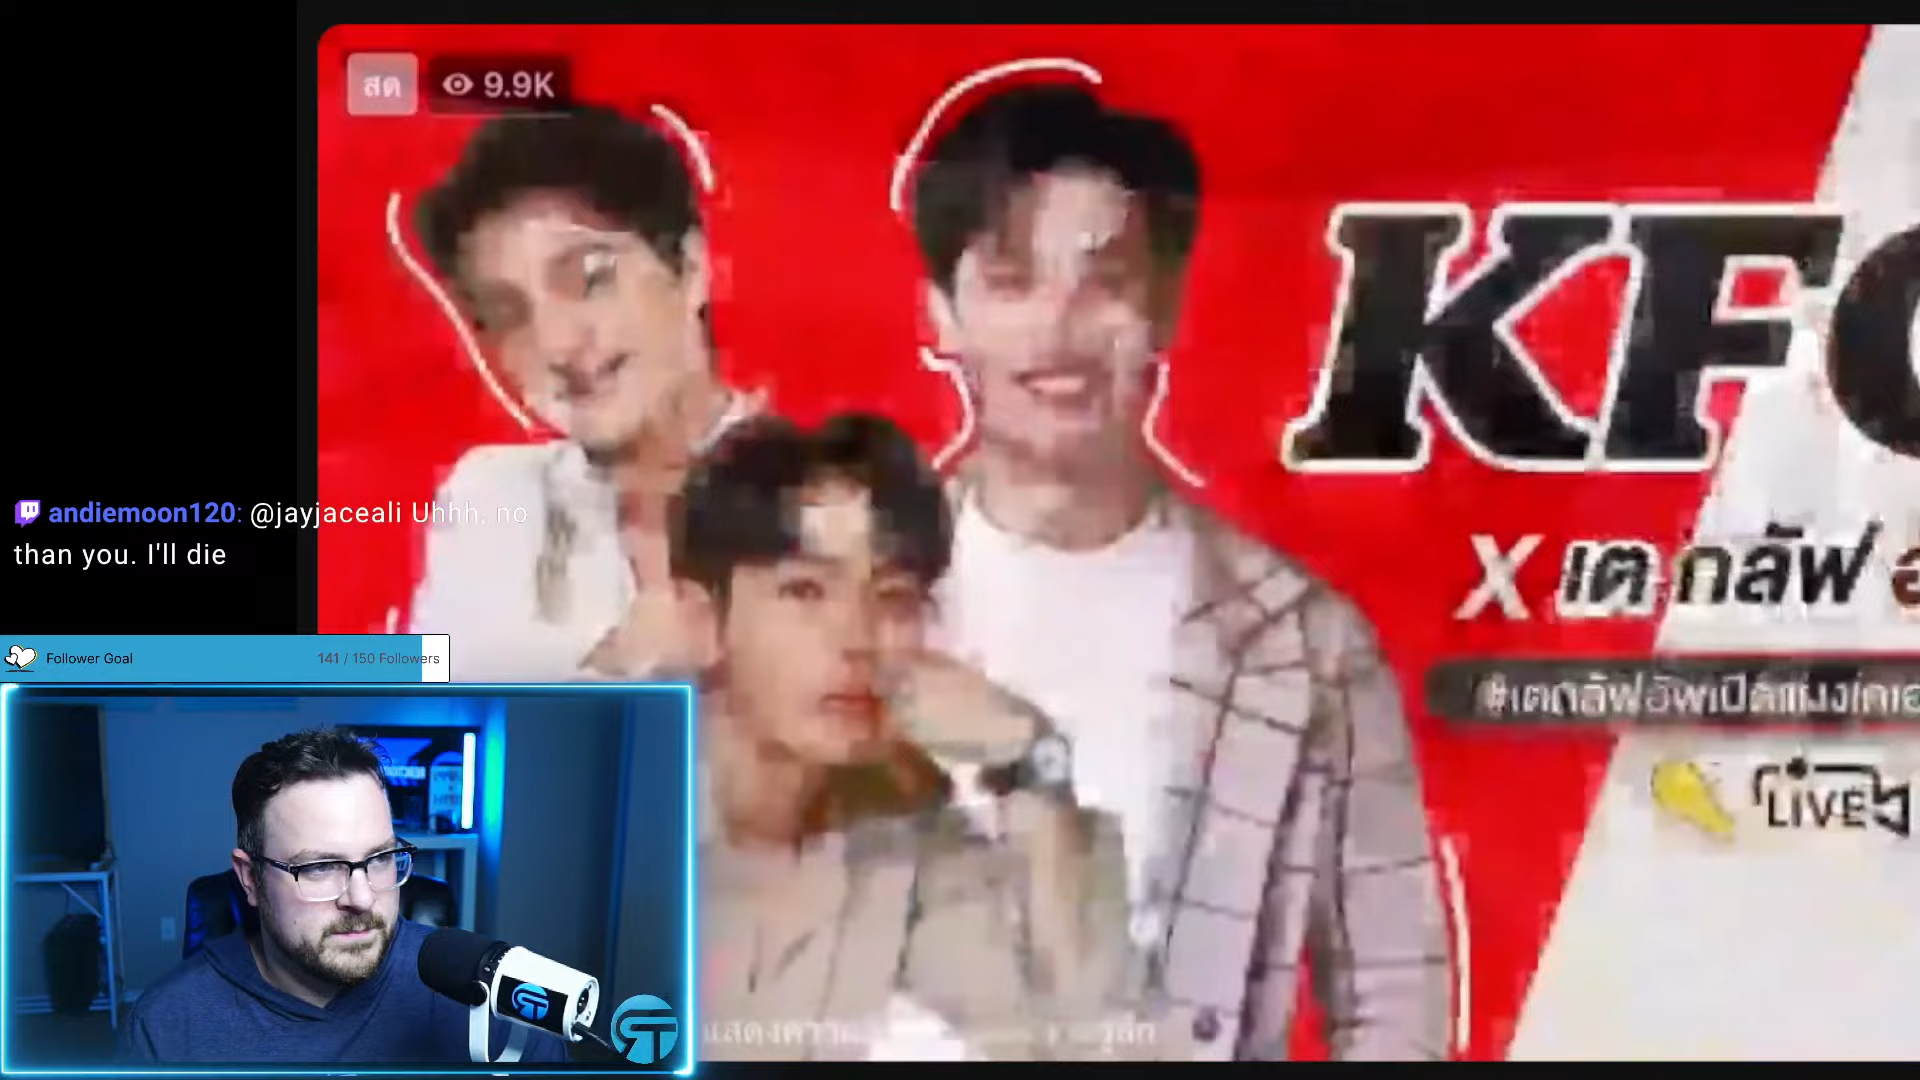 สด 9.9K
KFC
X เต กลัฟ
andiemoon120: @jayjaceali Uhhh, no
than you. I'll die
Follower Goal 141 / 150 Followers
LIVE